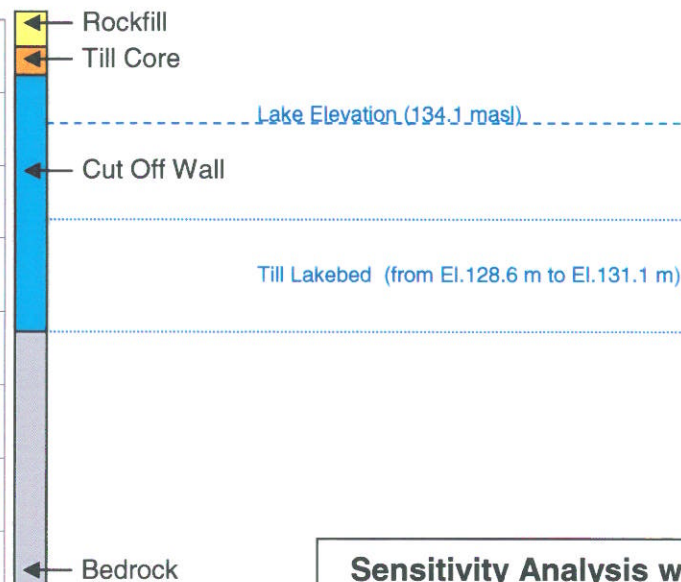 Rockfill
Till Core
Lake Elevation (134.1 masl)
Cut Off Wall
Till Lakebed (from El.128.6 m to El.131.1 m)
Bedrock
Sensitivity Analysis w